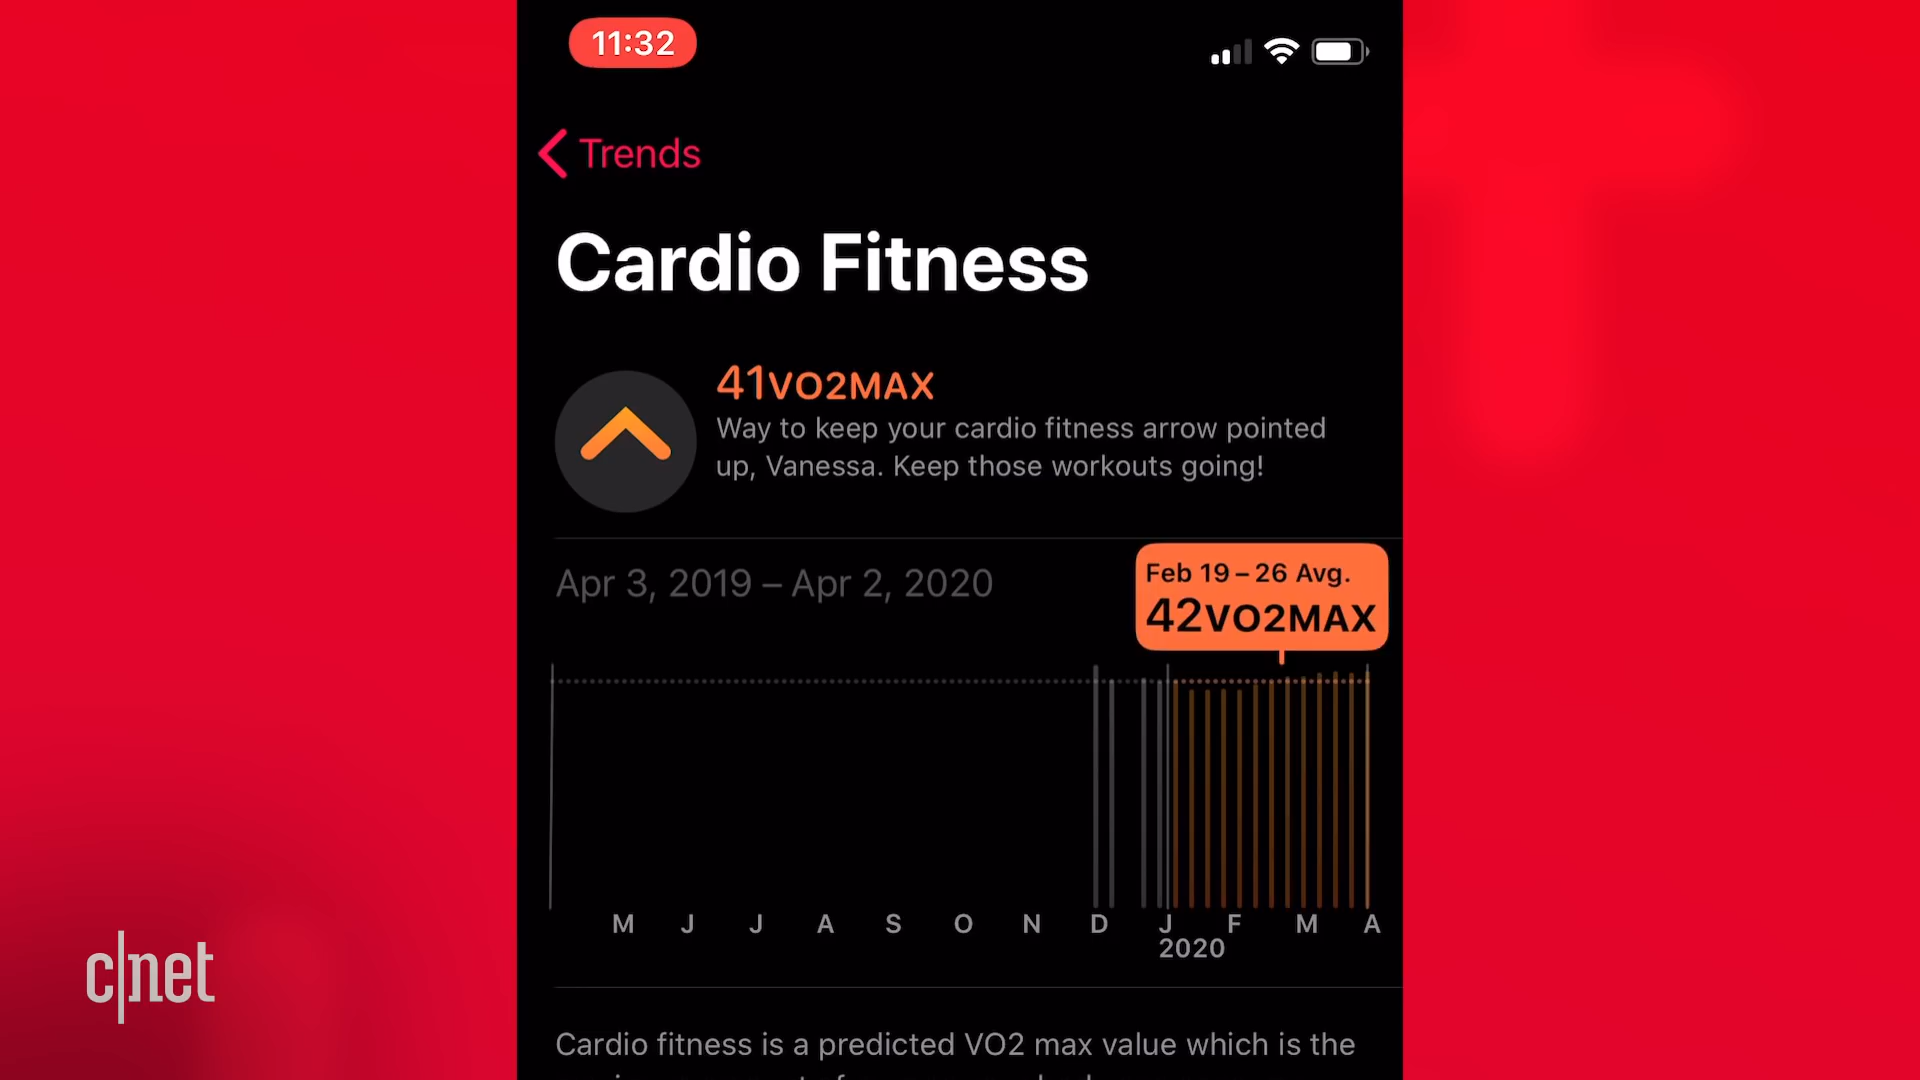 11:32
Trends
Cardio Fitness
41VO2MAX
Way to keep your cardio fitness arrow pointed
up, Vanessa. Keep those workouts going!
Feb 19 – 26 Avg.
42VO2MAX
Apr 3, 2019 – Apr 2, 2020
M J J A S O N D J F M A
2020
c|net
Cardio fitness is a predicted VO2 max value which is the